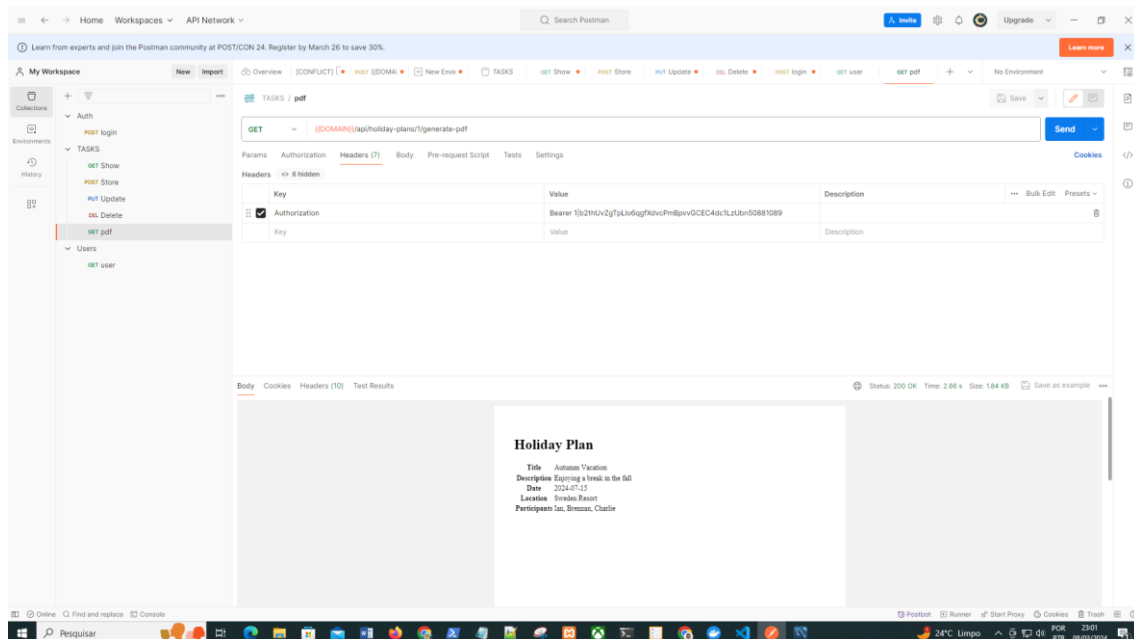 Home Workspaces API Network Search Postman Invite Upgrade
Learn from experts and join the Postman community at POST/CON 24. Register by March 26 to save 30%. Learn more
My Workspace New Import Overview [CONFLICT] POST {{DOMAI New Envir TASKS GET Show POST Store PUT Update DEL Delete POST login GET user GET pdf No Environment
Collections
Environments
History
Auth
POST login
TASKS
GET Show
POST Store
PUT Update
DEL Delete
GET pdf
Users
GET user
TASKS / pdf Save
GET {{DOMAIN}}/api/holiday-plans/1/generate-pdf Send
Params Authorization Headers (7) Body Pre-request Script Tests Settings Cookies
Headers 6 hidden
Key Value Description Bulk Edit Presets
Authorization Bearer
Key Value Description
Body Cookies Headers (10) Test Results Status: 200 OK Time: 2.66 s Size: 1.84 KB Save as example
Holiday Plan
Title Autumn Vacation
Description Enjoying a break in the fall
Date 2024-07-15
Location Sweden Resort
Participants Ian, Brennan, Charlie
Online Find and replace Console Postbot Runner Start Proxy Cookies Trash
Pesquisar 24°C Limpo POR 23:01